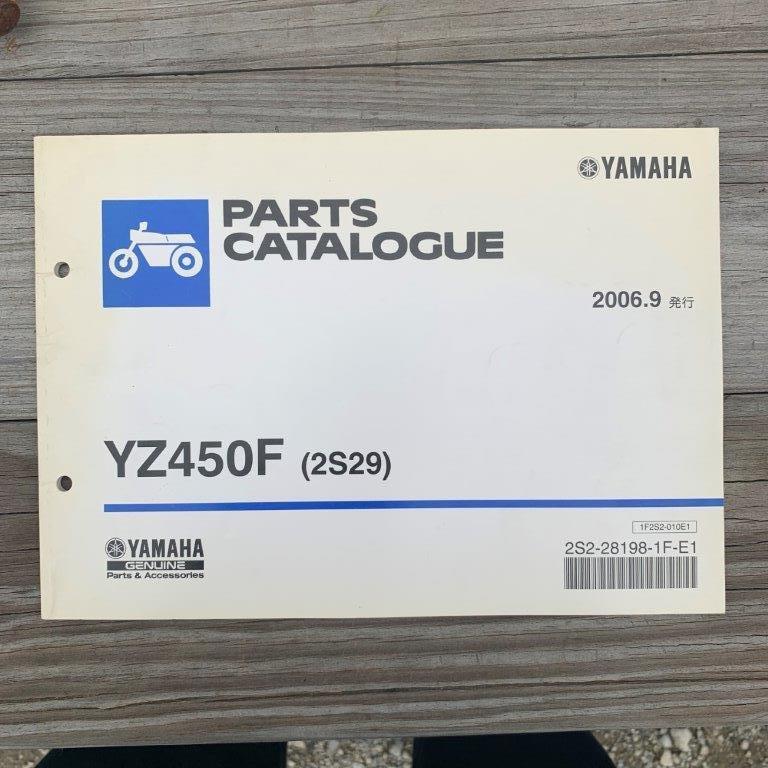 YAMAHA
PARTS
CATALOGUE
2006.9 発行
YZ450F (2S29)
1F2S2-010E1
YAMAHA
GENUINE
Parts & Accessories
2S2-28198-1F-E1